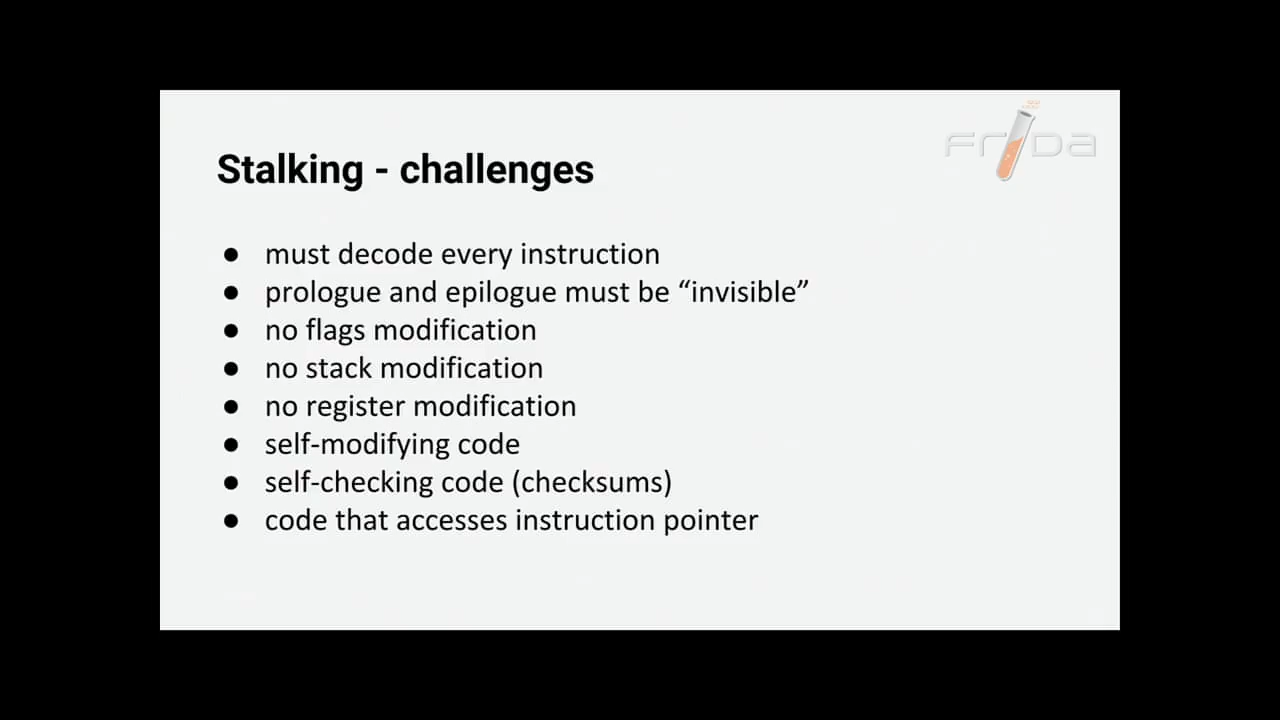 FRIDA
Stalking - challenges
● must decode every instruction
● prologue and epilogue must be “invisible”
● no flags modification
● no stack modification
● no register modification
● self-modifying code
● self-checking code (checksums)
● code that accesses instruction pointer